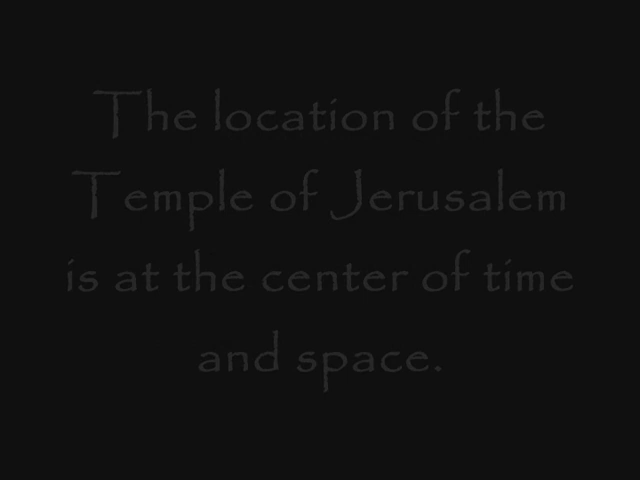 The location of the
Temple of Jerusalem
is at the center of time
and space.